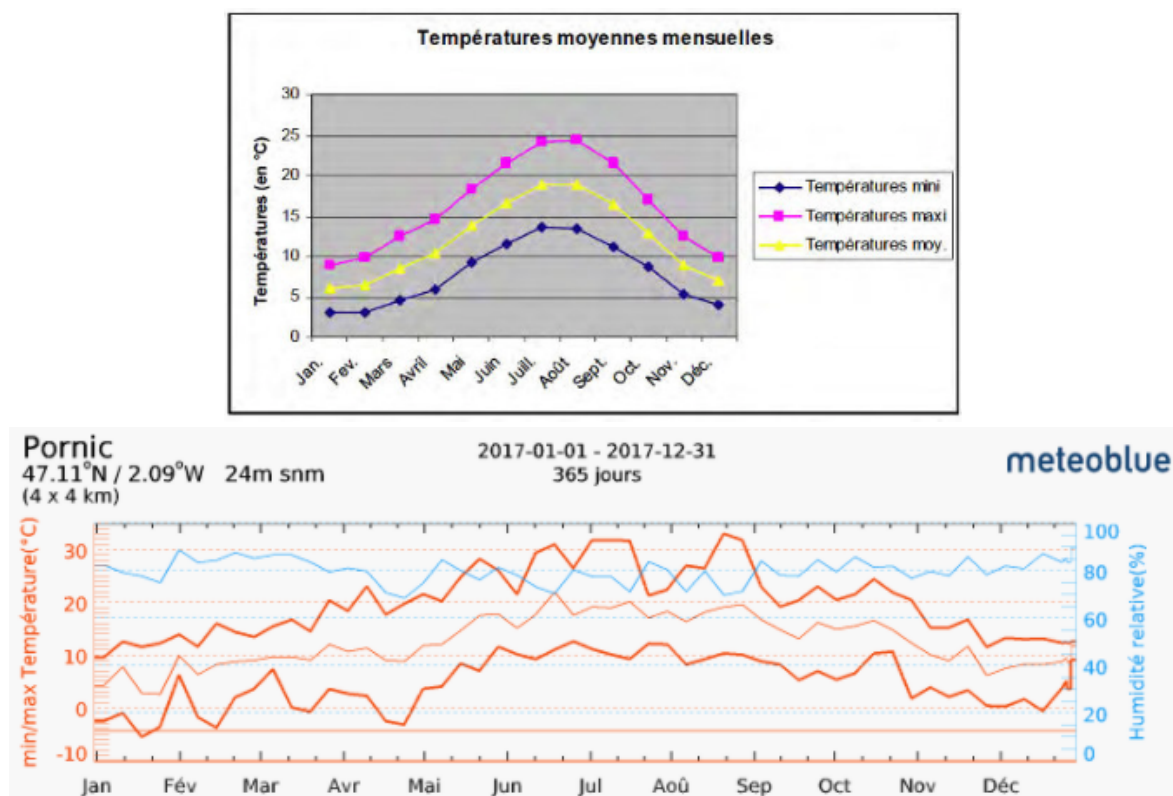 Températures moyennes mensuelles
Températures (en °C)
30
25
20
15
10
5
0
Jan. Fev. Mars Avril Mai Juin Juill. Août Sept. Oct. Nov. Déc.
Températures mini
Températures maxi
Températures moy.
Pornic
47.11°N / 2.09°W 24m snm
(4 x 4 km)
2017-01-01 - 2017-12-31
365 jours
meteoblue
min/max Température(°C)
30
20
10
0
-10
100
80
60
40
20
0
Humidité relative(%)
Jan Fév Mar Avr Mai Jun Jul Aoû Sep Oct Nov Déc